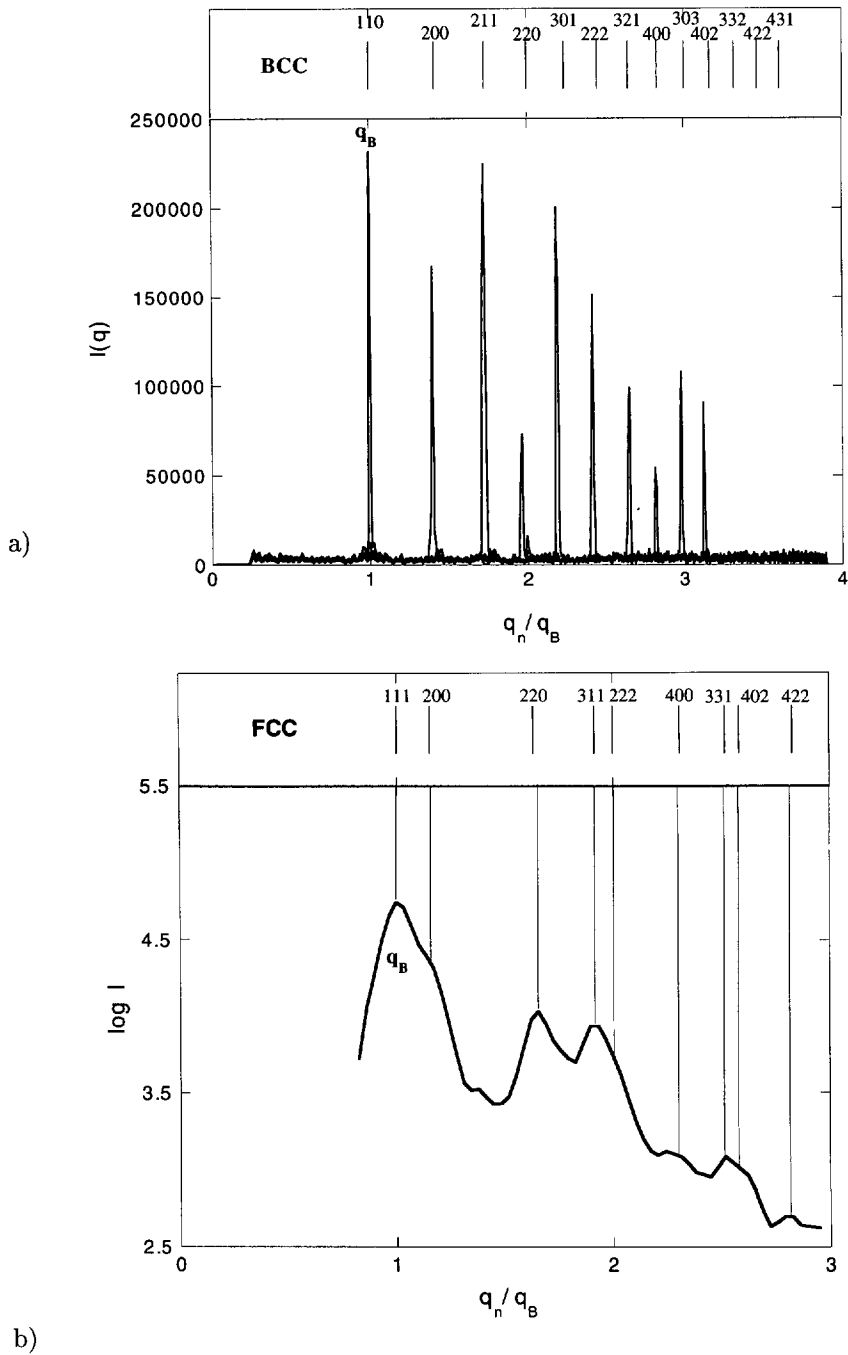 110 211 301 321 303 332 431
200 220 222 400 402 422
BCC
250000
q_B
200000
150000
I(q)
100000
50000
a)
0
0 1 2 3 4
q_n / q_B
111 200 220 311 222 400 331 402 422
FCC
5.5
4.5
q_B
log I
3.5
2.5
0 1 2 3
q_n / q_B
b)